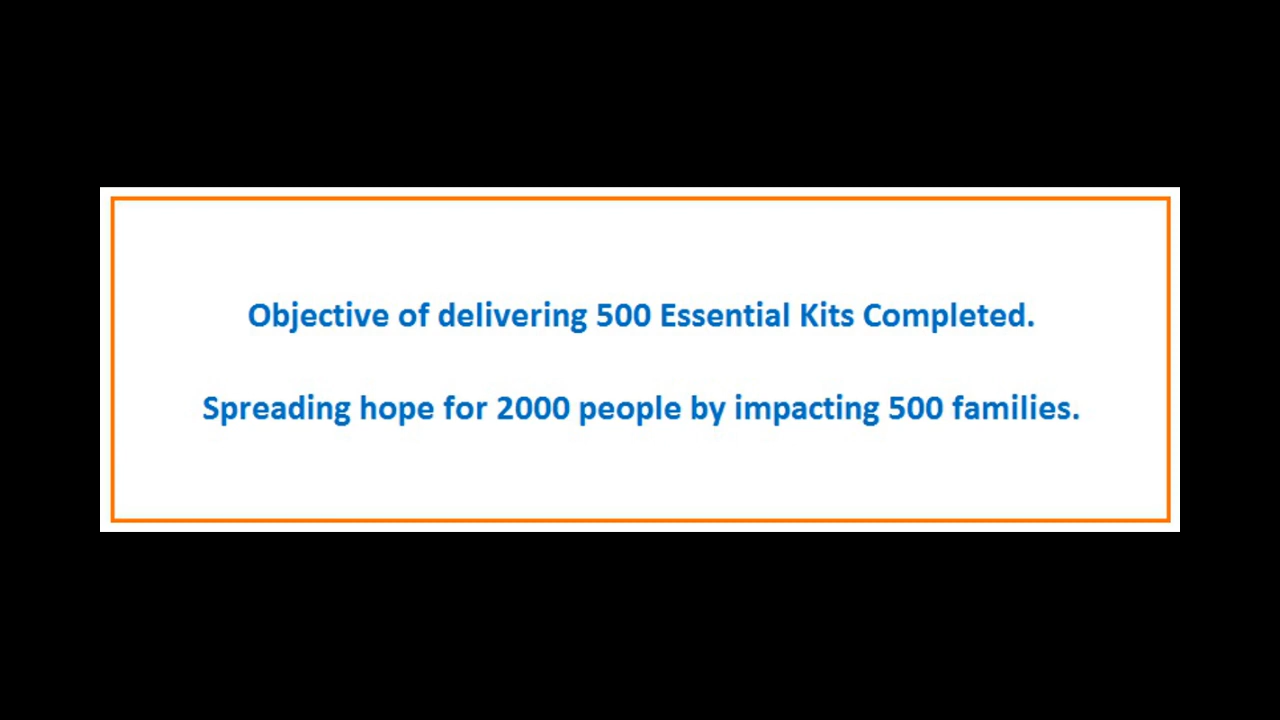 Objective of delivering 500 Essential Kits Completed.
Spreading hope for 2000 people by impacting 500 families.